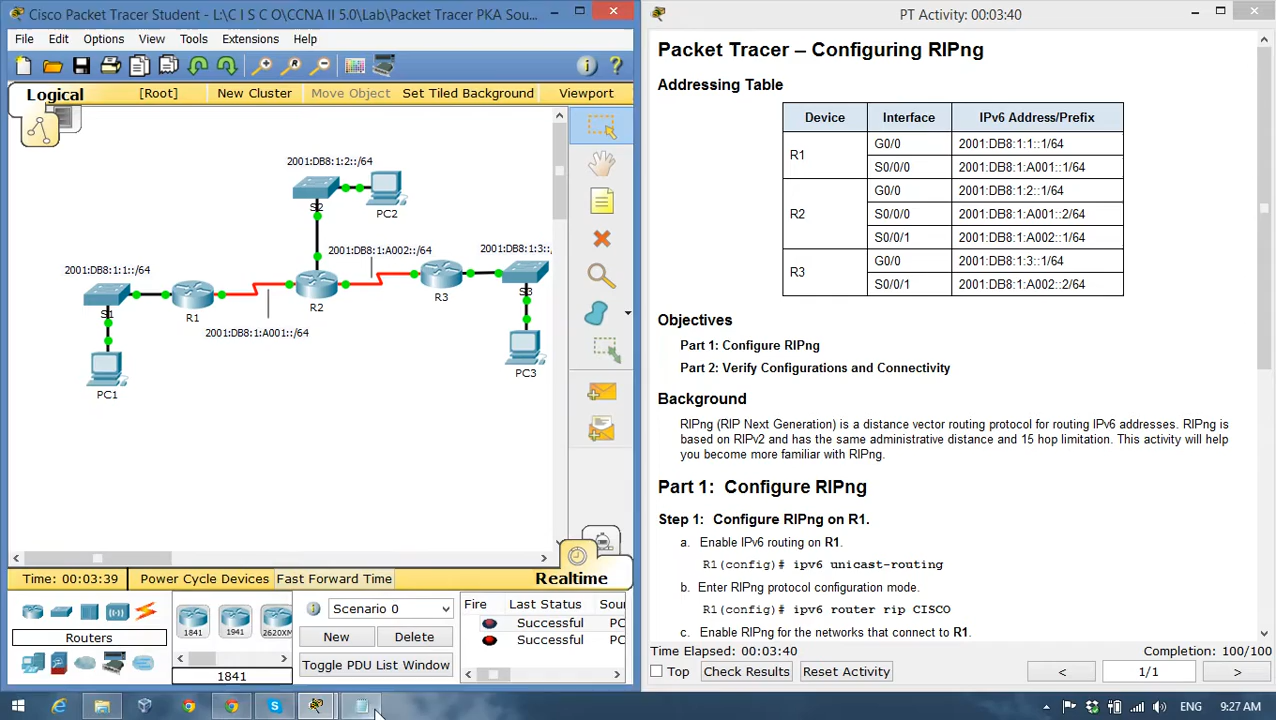 Cisco Packet Tracer Student - L:\C I S C O\CCNA II 5.0\Lab\Packet Tracer PKA Sou...
File Edit Options View Tools Extensions Help
Logical [Root] New Cluster Move Object Set Tiled Background Viewport
2001:DB8:1:2::/64
S2
PC2
2001:DB8:1:A002::/64
2001:DB8:1:3::,
2001:DB8:1:1::/64
S1
R1
R2
R3
S3
2001:DB8:1:A001::/64
PC1
PC3
Time: 00:03:39 Power Cycle Devices Fast Forward Time Realtime
Scenario 0
New Delete
Toggle PDU List Window
Routers
1841 1941 2620XM
1841
Fire Last Status Sou
Successful PC
Successful PC
PT Activity: 00:03:40
Packet Tracer – Configuring RIPng
Addressing Table
Device Interface IPv6 Address/Prefix
R1 G0/0 2001:DB8:1:1::1/64
S0/0/0 2001:DB8:1:A001::1/64
R2 G0/0 2001:DB8:1:2::1/64
S0/0/0 2001:DB8:1:A001::2/64
S0/0/1 2001:DB8:1:A002::1/64
R3 G0/0 2001:DB8:1:3::1/64
S0/0/1 2001:DB8:1:A002::2/64
Objectives
Part 1: Configure RIPng
Part 2: Verify Configurations and Connectivity
Background
RIPng (RIP Next Generation) is a distance vector routing protocol for routing IPv6 addresses. RIPng is
based on RIPv2 and has the same administrative distance and 15 hop limitation. This activity will help
you become more familiar with RIPng.
Part 1: Configure RIPng
Step 1: Configure RIPng on R1.
a. Enable IPv6 routing on R1.
R1(config)# ipv6 unicast-routing
b. Enter RIPng protocol configuration mode.
R1(config)# ipv6 router rip CISCO
c. Enable RIPng for the networks that connect to R1.
Time Elapsed: 00:03:40 Completion: 100/100
Top Check Results Reset Activity < 1/1 >
ENG 9:27 AM